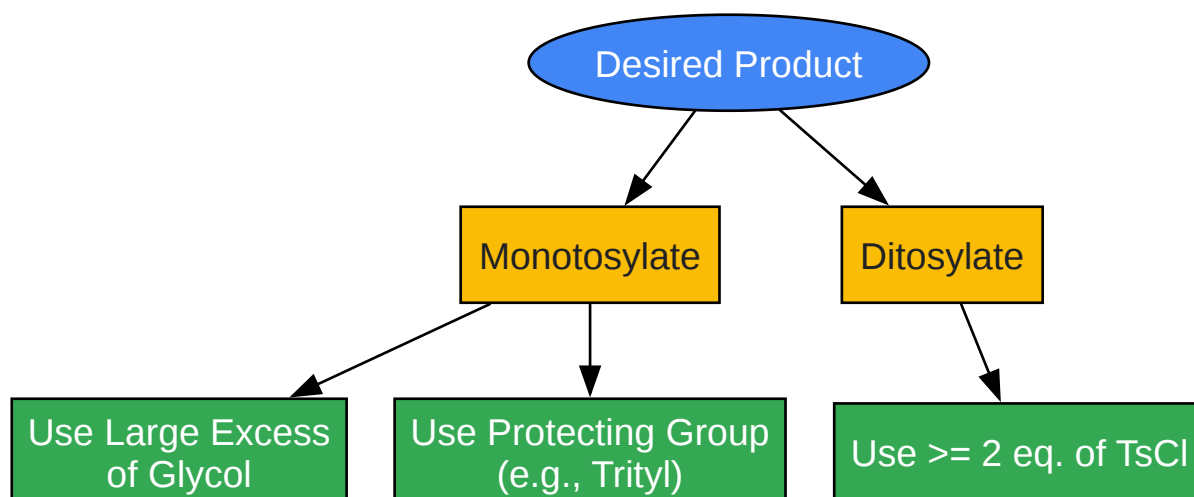 Desired Product
Monotosylate
Ditosylate
Use Large Excess
of Glycol
Use Protecting Group
(e.g., Trityl)
Use >= 2 eq. of TsCl